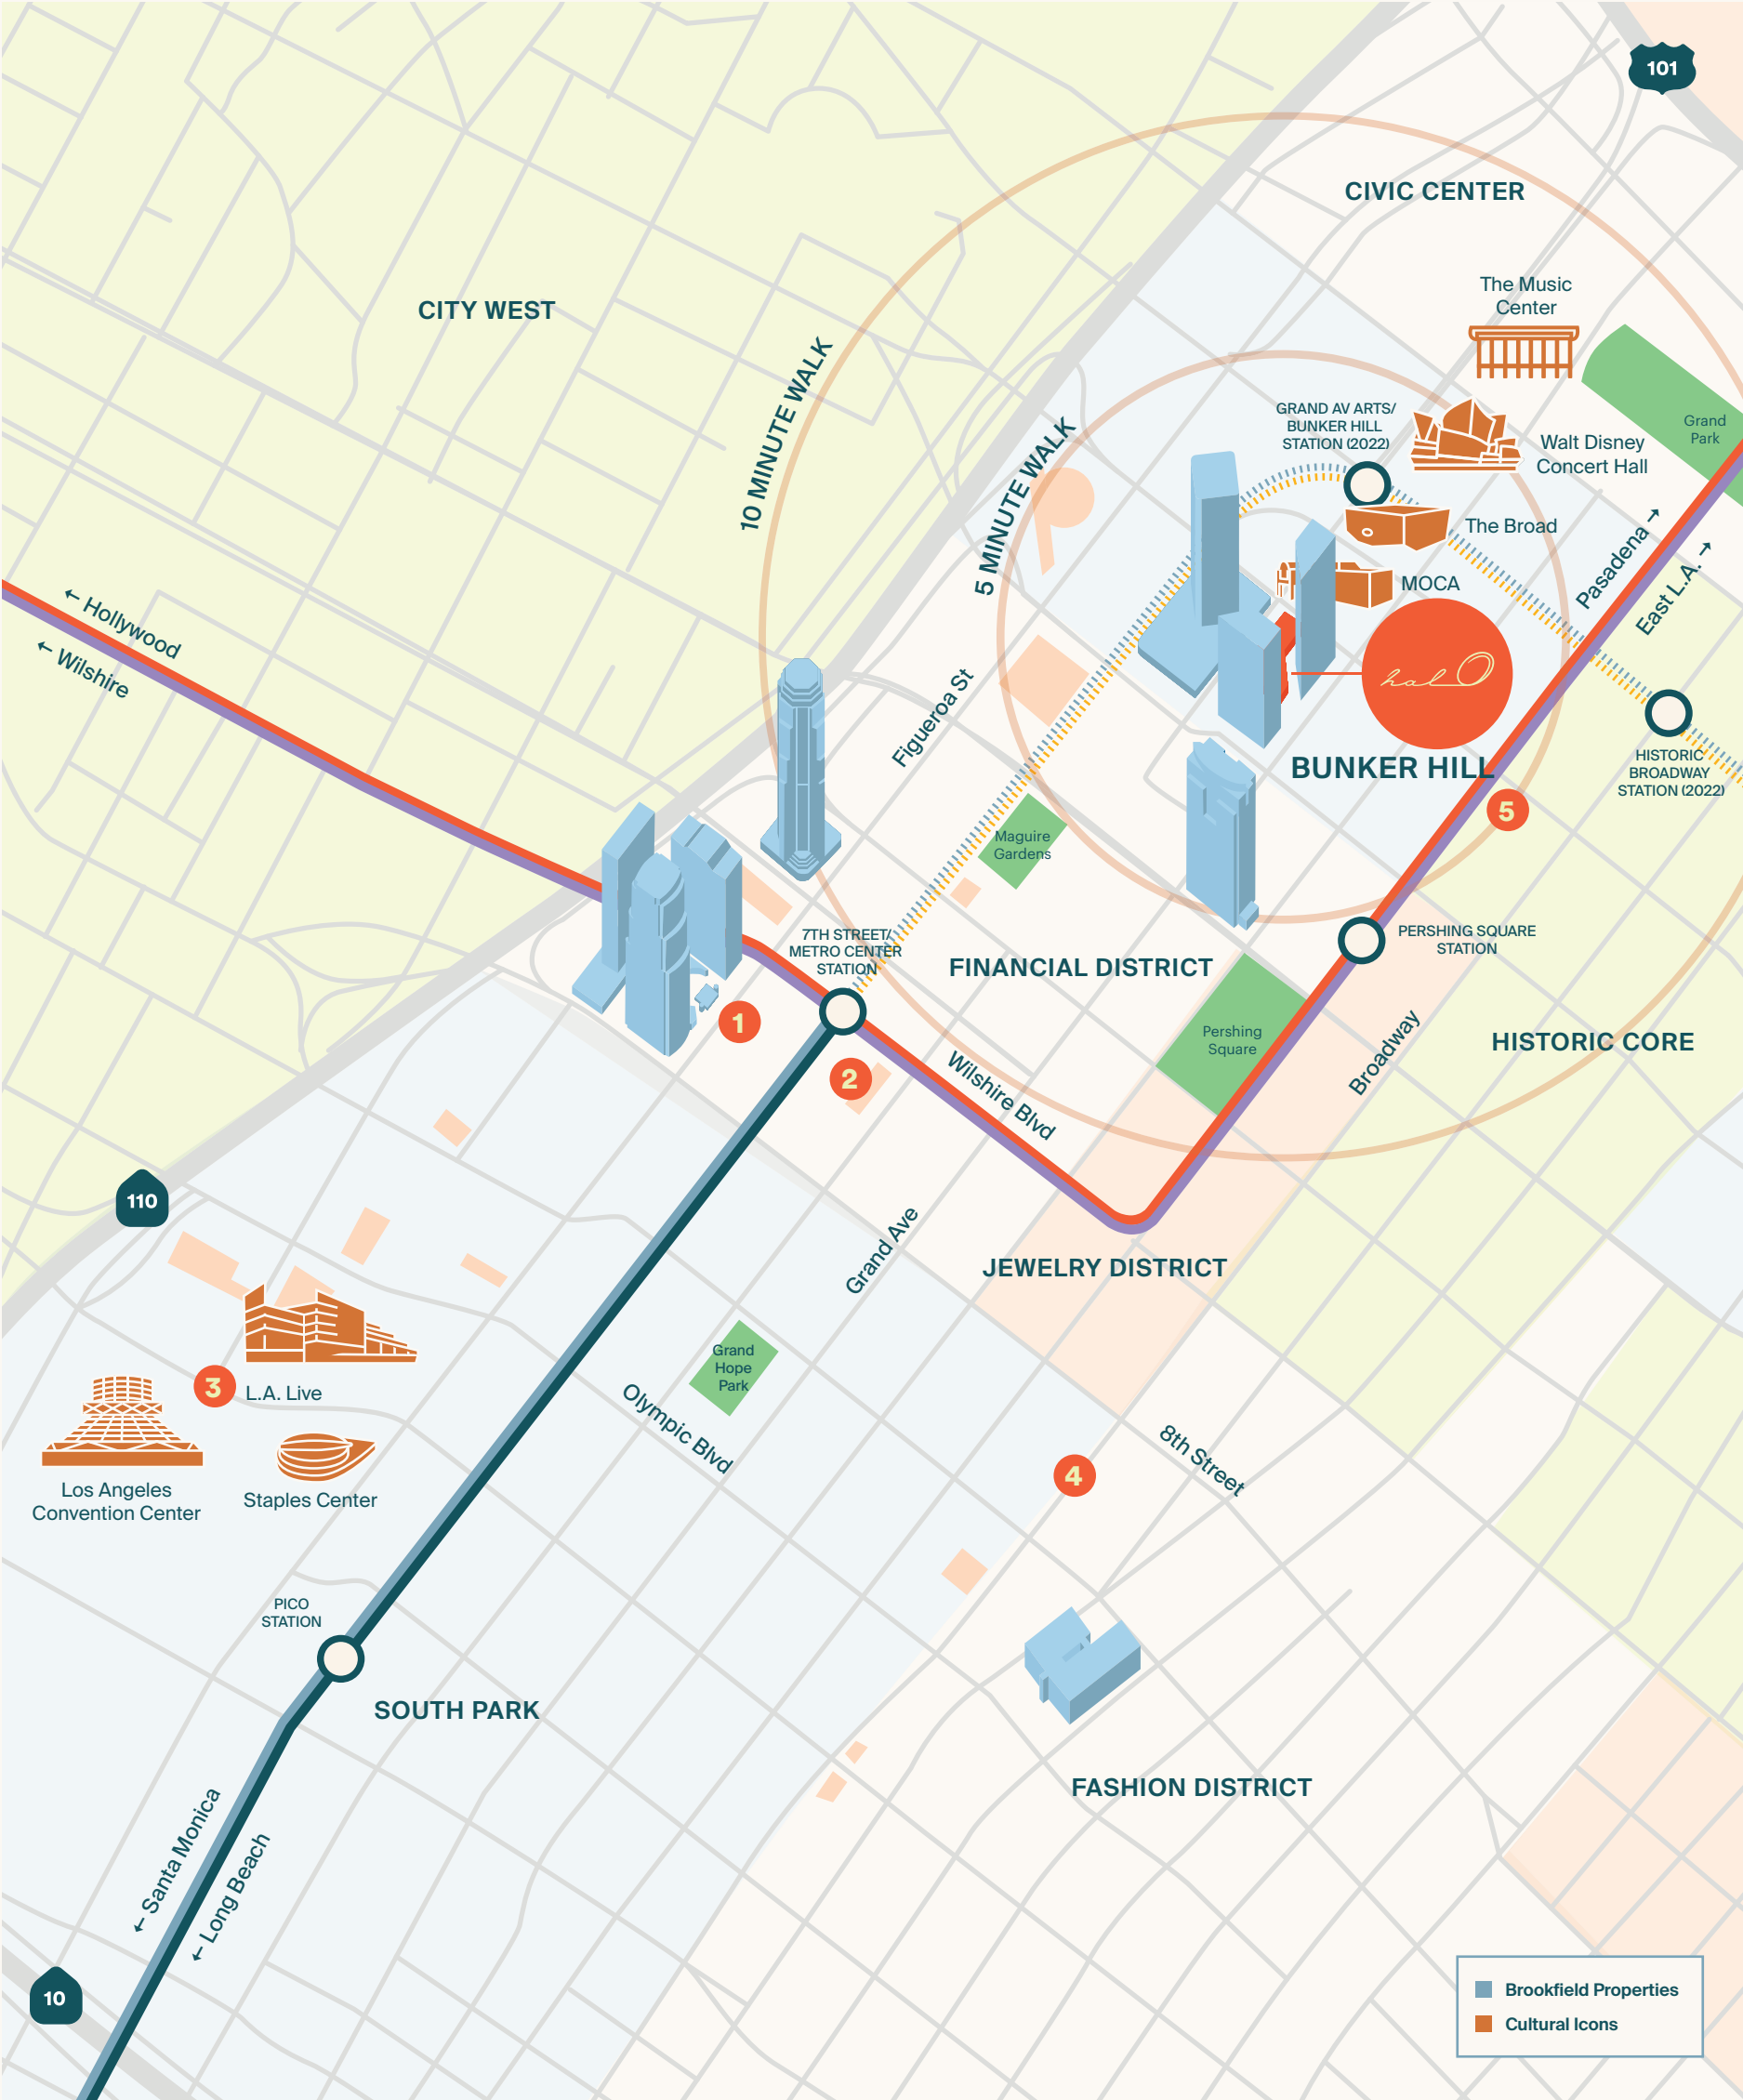 101
CIVIC CENTER
The Music
Center
CITY WEST
10 MINUTE WALK
5 MINUTE WALK
GRAND AV ARTS/
BUNKER HILL
STATION (2022)
Grand
Park
Walt Disney
Concert Hall
The Broad
MOCA
Pasadena →
East L.A. →
← Hollywood
← Wilshire
halO
Figueroa St
BUNKER HILL
HISTORIC
BROADWAY
STATION (2022)
5
Maguire
Gardens
7TH STREET/
METRO CENTER
STATION
FINANCIAL DISTRICT
PERSHING SQUARE
STATION
1
Pershing
Square
Broadway
HISTORIC CORE
2
Wilshire Blvd
110
Grand Ave
JEWELRY DISTRICT
Grand
Hope
Park
3
L.A. Live
Olympic Blvd
8th Street
4
Los Angeles
Convention Center
Staples Center
PICO
STATION
SOUTH PARK
FASHION DISTRICT
← Santa Monica
← Long Beach
10
Brookfield Properties
Cultural Icons